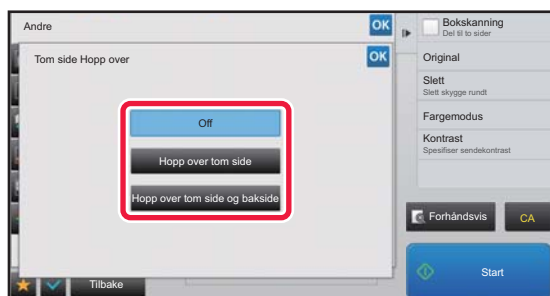 Andre
OK
Tom side Hopp over
OK
Off
Hopp over tom side
Hopp over tom side og bakside
Tilbake
Bokskanning
Del til to sider
Original
Slett
Slett skygge rundt
Fargemodus
Kontrast
Spesifiser sendekontrast
Forhåndsvis
CA
Start